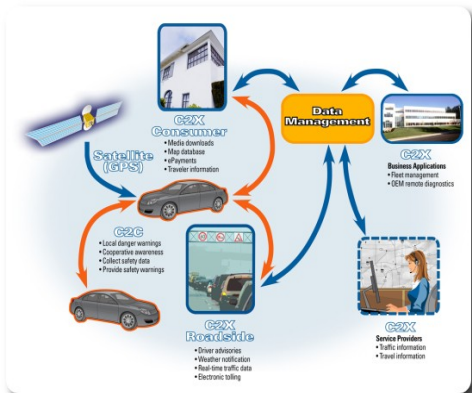 C2X
Consumer
• Media downloads
• Map database
• ePayments
• Traveler information
Data
Management
C2X
Business Applications
• Fleet management
• OEM remote diagnostics
Satellite
(GPS)
C2C
• Local danger warnings
• Cooperative awareness
• Collect safety data
• Provide safety warnings
C2X
Roadside
• Driver advisories
• Weather notification
• Real-time traffic data
• Electronic tolling
C2X
Service Providers
• Traffic information
• Travel information